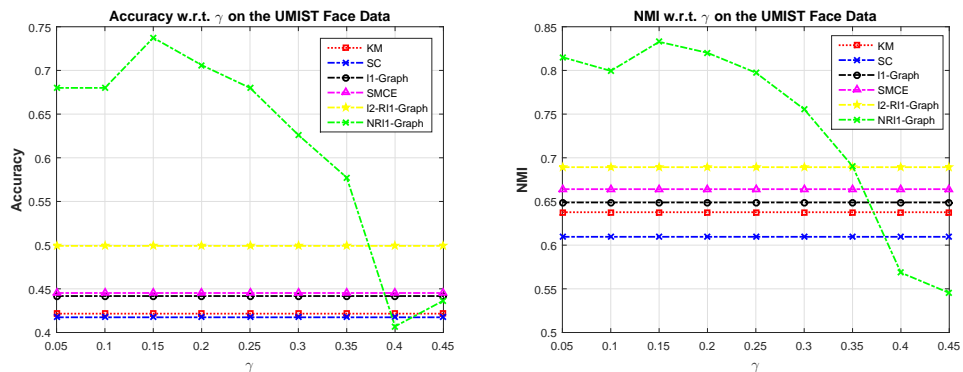 Accuracy w.r.t. γ on the UMIST Face Data
0.75
0.7
0.65
0.6
0.55
0.5
0.45
0.4
Accuracy
KM
SC
l1-Graph
SMCE
l2-Rl1-Graph
NRl1-Graph
0.05 0.1 0.15 0.2 0.25 0.3 0.35 0.4 0.45
γ
NMI w.r.t. γ on the UMIST Face Data
0.85
0.8
0.75
0.7
0.65
0.6
0.55
0.5
NMI
KM
SC
l1-Graph
SMCE
l2-Rl1-Graph
NRl1-Graph
0.05 0.1 0.15 0.2 0.25 0.3 0.35 0.4 0.45
γ